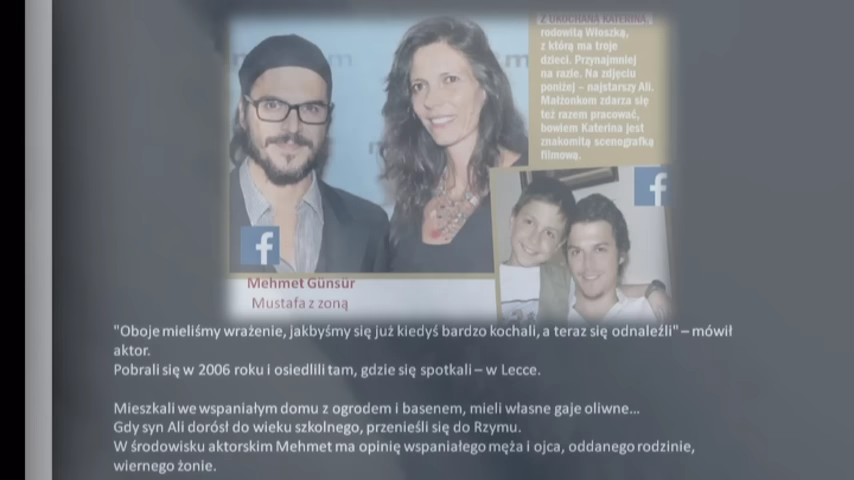 Z UKOCHANĄ KATERINĄ,
rodowitą Włoszką,
z którą ma troje
dzieci. Przynajmniej
na razie. Na zdjęciu
poniżej – najstarszy Ali.
Małżonkom zdarza się
też razem pracować,
bowiem Katerina jest
znakomitą scenografką
filmową.
Mehmet Günsür
Mustafa z zoną
"Oboje mieliśmy wrażenie, jakbyśmy się już kiedyś bardzo kochali, a teraz się odnaleźli" – mówił
aktor.
Pobrali się w 2006 roku i osiedlili tam, gdzie się spotkali – w Lecce.
Mieszkali we wspaniałym domu z ogrodem i basenem, mieli własne gaje oliwne...
Gdy syn Ali dorósł do wieku szkolnego, przenieśli się do Rzymu.
W środowisku aktorskim Mehmet ma opinię wspaniałego męża i ojca, oddanego rodzinie,
wiernego żonie.